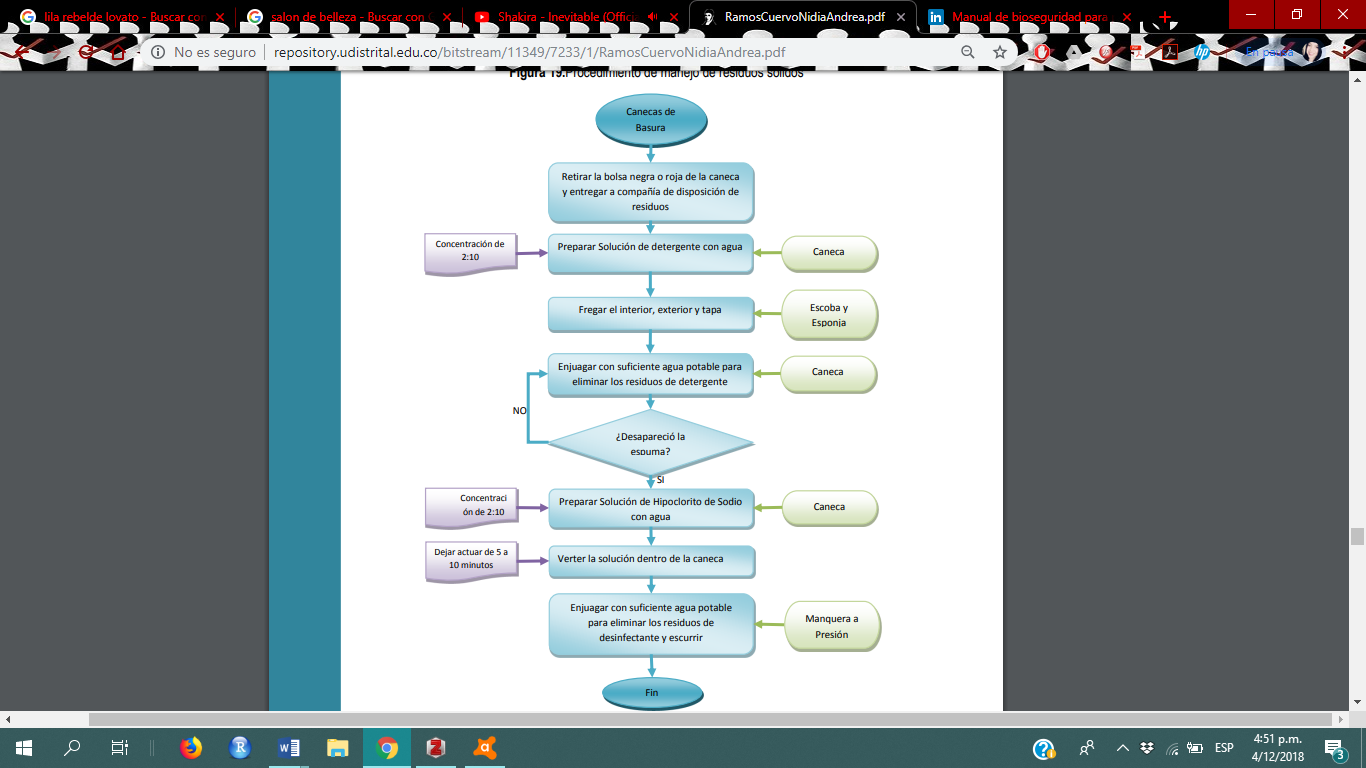 lila rebelde lovato - Buscar co
salon de belleza - Buscar con
Shakira - Inevitable (Offici
RamosCuervoNidiaAndrea.pdf
Manual de bioseguridad para
No es seguro
repository.udistrital.edu.co/bitstream/11349/7233/1/RamosCuervoNidiaAndrea.pdf
En pausa
Figura 19.Procedimiento de manejo de residuos sólidos
Canecas de
Basura
Retirar la bolsa negra o roja de la caneca
y entregar a compañía de disposición de
residuos
Concentración de
2:10
Preparar Solución de detergente con agua
Caneca
Fregar el interior, exterior y tapa
Escoba y
Esponja
Enjuagar con suficiente agua potable para
eliminar los residuos de detergente
Caneca
NO
¿Desapareció la
espuma?
SI
Concentraci
ón de 2:10
Preparar Solución de Hipoclorito de Sodio
con agua
Caneca
Dejar actuar de 5 a
10 minutos
Verter la solución dentro de la caneca
Enjuagar con suficiente agua potable
para eliminar los residuos de
desinfectante y escurrir
Manguera a
Presión
Fin
ESP
4:51 p.m.
4/12/2018
3